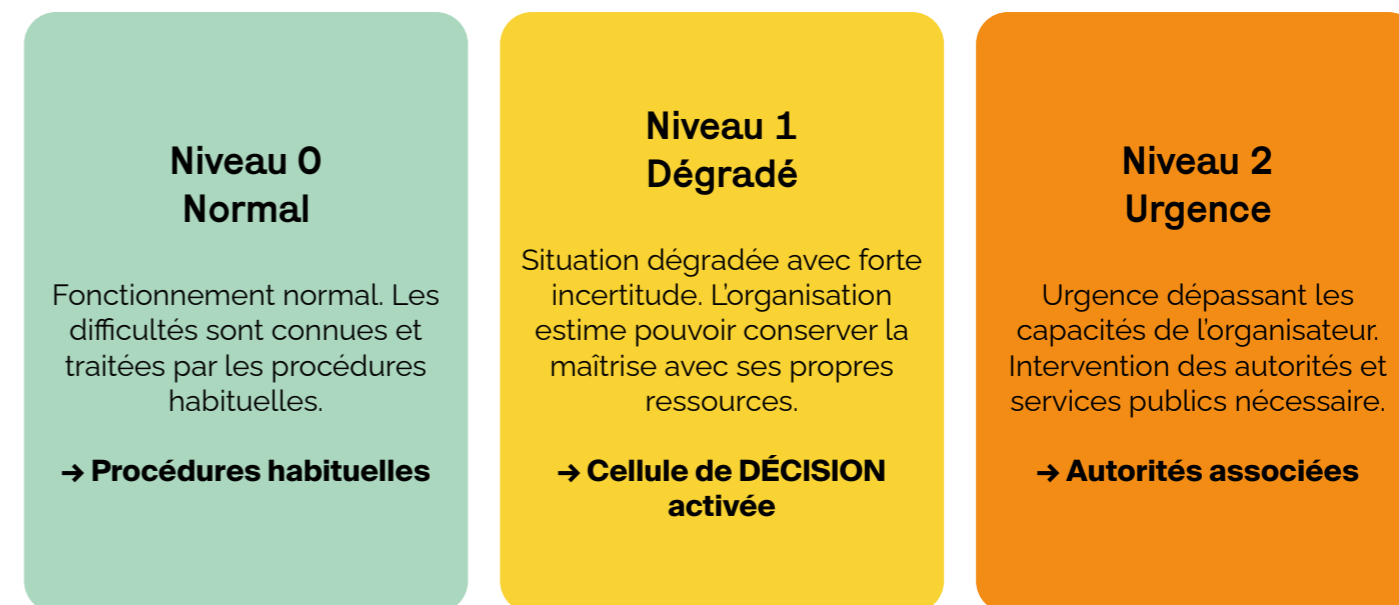 Niveau 0
Normal
Fonctionnement normal. Les
difficultés sont connues et
traitées par les procédures
habituelles.
→ Procédures habituelles
Niveau 1
Dégradé
Situation dégradée avec forte
incertitude. L'organisation
estime pouvoir conserver la
maîtrise avec ses propres
ressources.
→ Cellule de DÉCISION
activée
Niveau 2
Urgence
Urgence dépassant les
capacités de l'organisateur.
Intervention des autorités et
services publics nécessaire.
→ Autorités associées